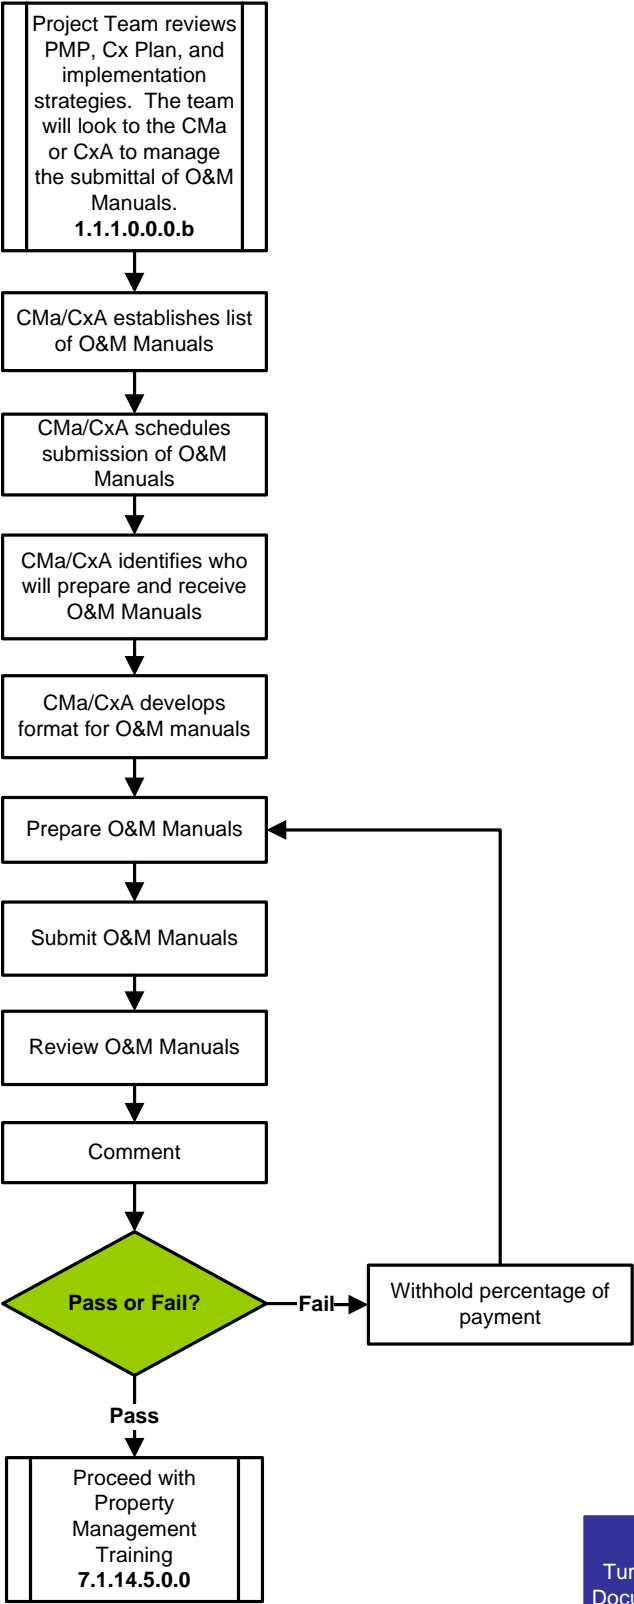 Project Team reviews
PMP, Cx Plan, and
implementation
strategies. The team
will look to the CMa
or CxA to manage
the submittal of O&M
Manuals.
1.1.1.0.0.0.b
CMa/CxA establishes list
of O&M Manuals
CMa/CxA schedules
submission of O&M
Manuals
CMa/CxA identifies who
will prepare and receive
O&M Manuals
CMa/CxA develops
format for O&M manuals
Prepare O&M Manuals
Submit O&M Manuals
Review O&M Manuals
Comment
Pass or Fail?
Fail
Withhold percentage of
payment
Pass
Proceed with
Property
Management
Training
7.1.14.5.0.0